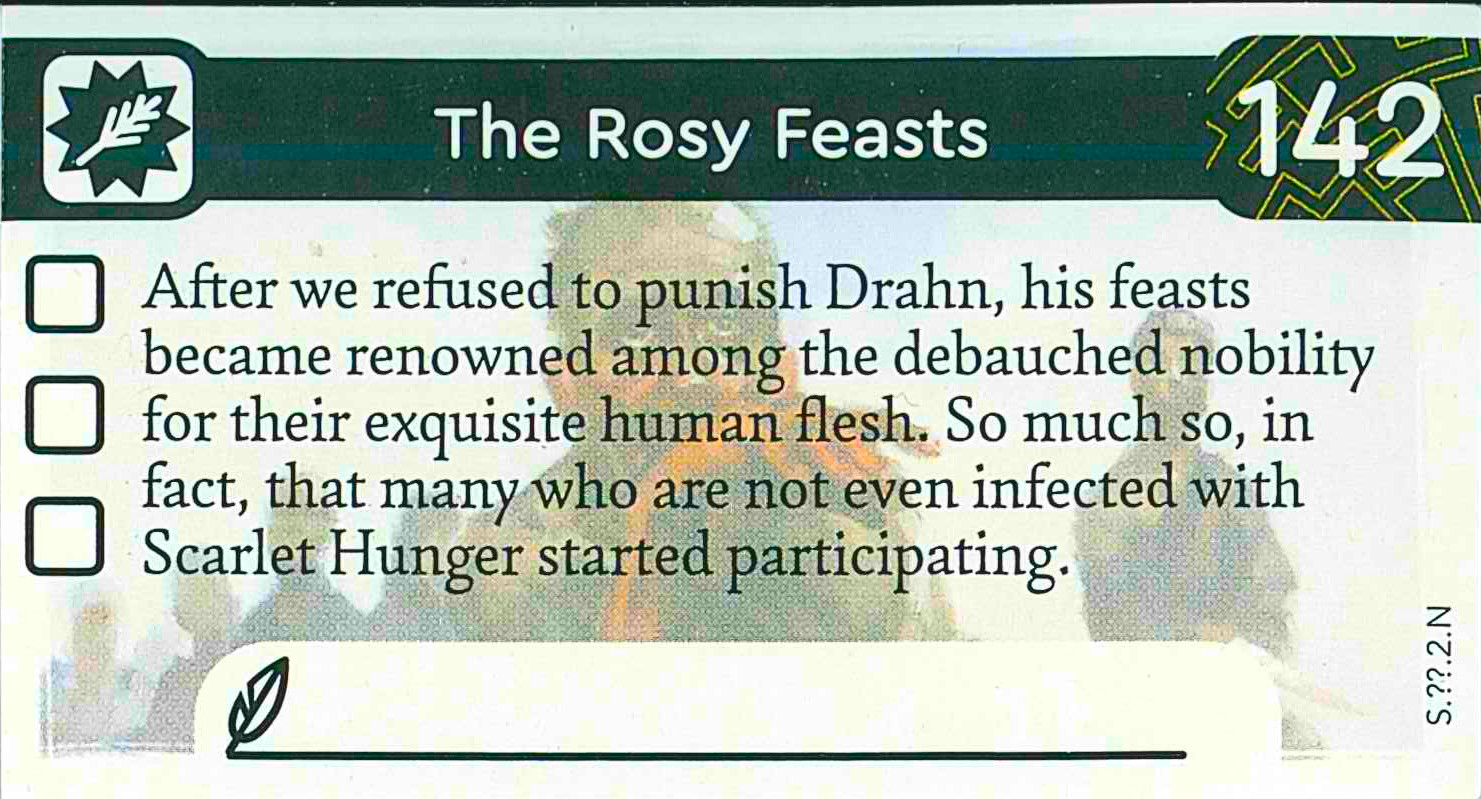 The Rosy Feasts
142
After we refused to punish Drahn, his feasts
became renowned among the debauched nobility
for their exquisite human flesh. So much so, in
fact, that many who are not even infected with
Scarlet Hunger started participating.
S.??.2.N